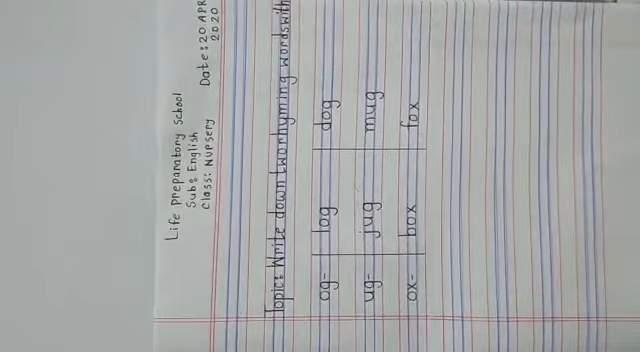 Life preparatory school
Sub: English
Class: Nursery
Date: 20 APR
2020
Topic: Write down two rhyming words with
og- log dog
ug- jug mug
ox- box fox